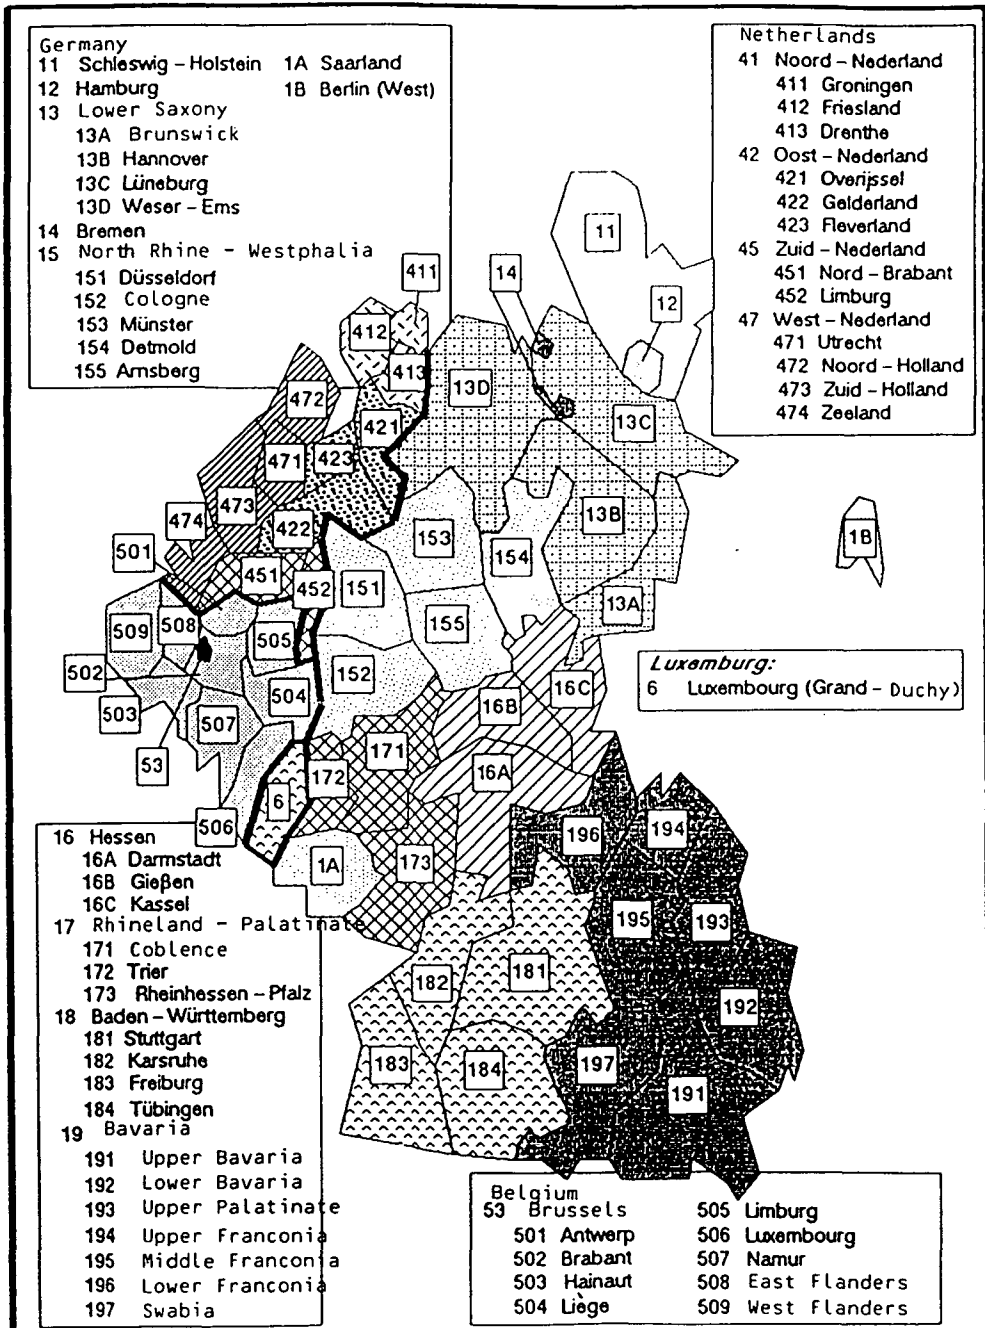 Germany
11 Schleswig – Holstein 1A Saarland
12 Hamburg 1B Berlin (West)
13 Lower Saxony
13A Brunswick
13B Hannover
13C Lüneburg
13D Weser – Ems
14 Bremen
15 North Rhine – Westphalia
151 Düsseldorf
152 Cologne
153 Münster
154 Detmold
155 Arnsberg
Netherlands
41 Noord – Nederland
411 Groningen
412 Friesland
413 Drenthe
42 Oost – Nederland
421 Overijssel
422 Gelderland
423 Fleverland
45 Zuid – Nederland
451 Nord – Brabant
452 Limburg
47 West – Nederland
471 Utrecht
472 Noord – Holland
473 Zuid – Holland
474 Zeeland
11
411
14
12
412
413
13D
472
421
13C
471
423
473
474
422
13B
153
1B
501
154
451
452
151
13A
509
508
505
155
502
152
16C
504
503
16B
507
171
53
172
16A
6
506
196
194
1A
173
195
193
181
182
192
183
184
197
191
Luxemburg:
6 Luxembourg (Grand – Duchy)
16 Hessen
16A Darmstadt
16B Gießen
16C Kassel
17 Rhineland – Palatinate
171 Coblence
172 Trier
173 Rheinhessen – Pfalz
18 Baden – Württemberg
181 Stuttgart
182 Karsruhe
183 Freiburg
184 Tübingen
19 Bavaria
191 Upper Bavaria
192 Lower Bavaria
193 Upper Palatinate
194 Upper Franconia
195 Middle Franconia
196 Lower Franconia
197 Swabia
Belgium
53 Brussels 505 Limburg
501 Antwerp 506 Luxembourg
502 Brabant 507 Namur
503 Hainaut 508 East Flanders
504 Liège 509 West Flanders